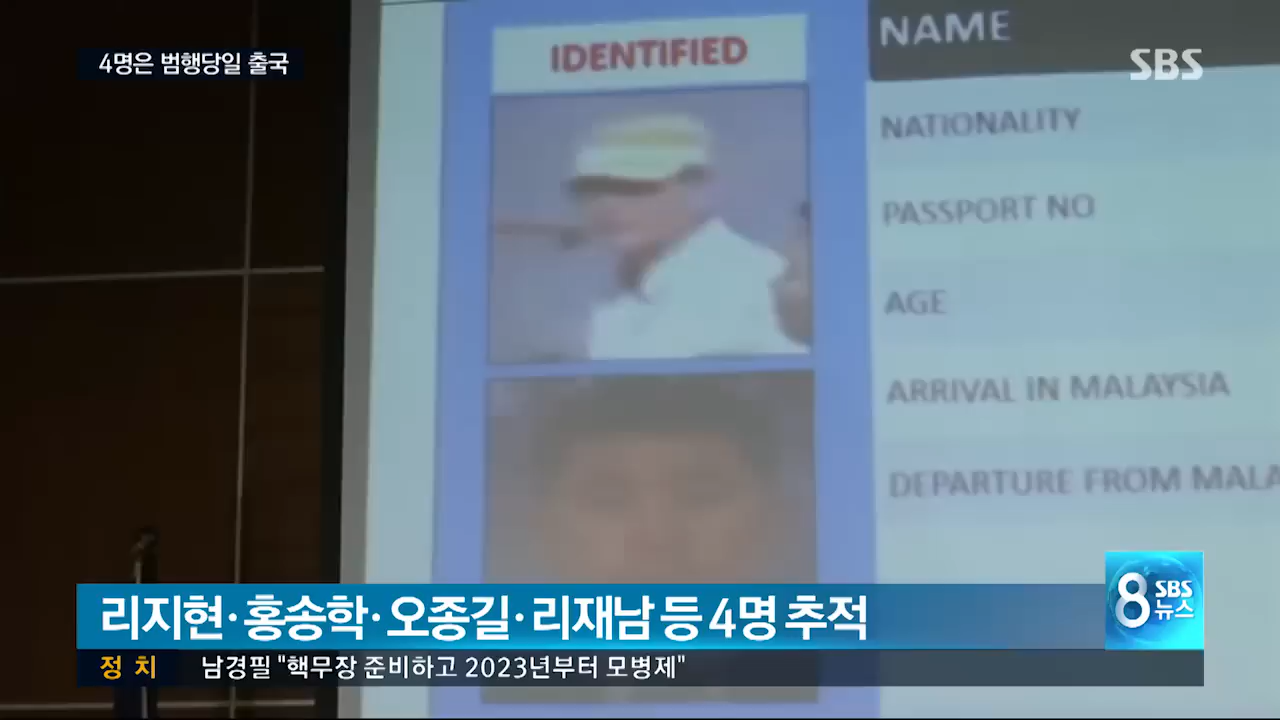 4명은 범행당일 출국
SBS
IDENTIFIED
NAME
NATIONALITY
PASSPORT NO
AGE
ARRIVAL IN MALAYSIA
DEPARTURE FROM MALA
리지현·홍송학·오종길·리재남 등 4명 추적
8 SBS 뉴스
정 치 남경필 "핵무장 준비하고 2023년부터 모병제"